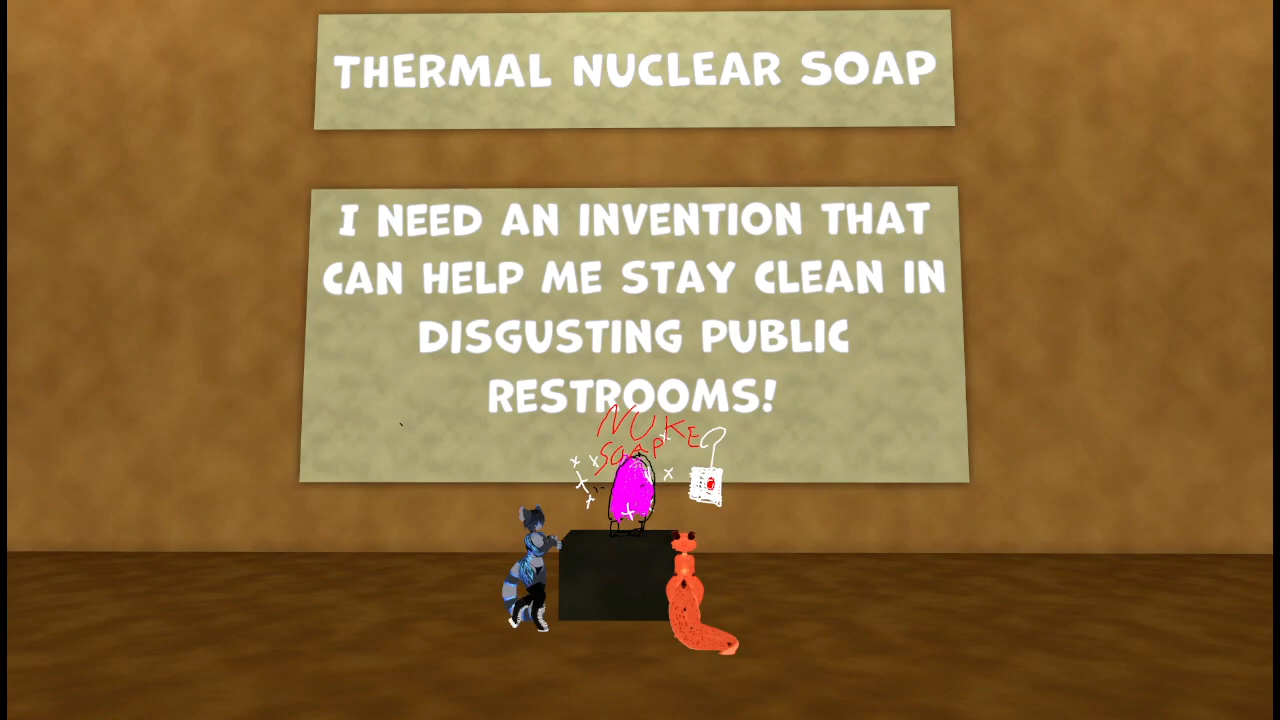 THERMAL NUCLEAR SOAP
I NEED AN INVENTION THAT
CAN HELP ME STAY CLEAN IN
DISGUSTING PUBLIC
RESTROOMS!
NUKE
SOAP